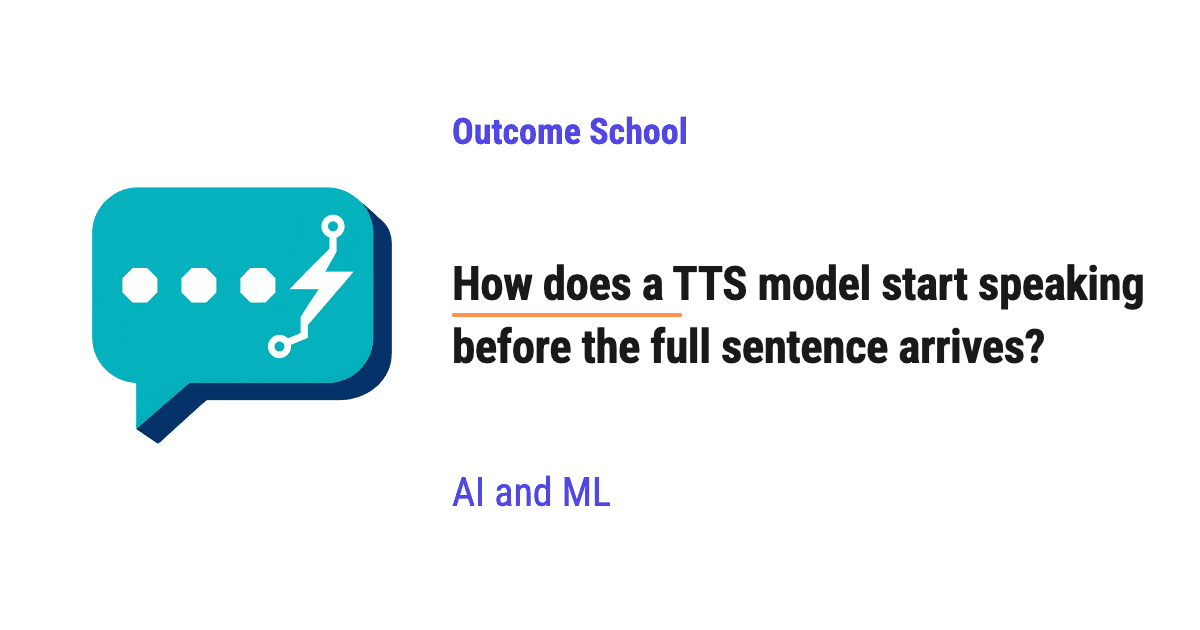 Outcome School
How does a TTS model start speaking
before the full sentence arrives?
AI and ML